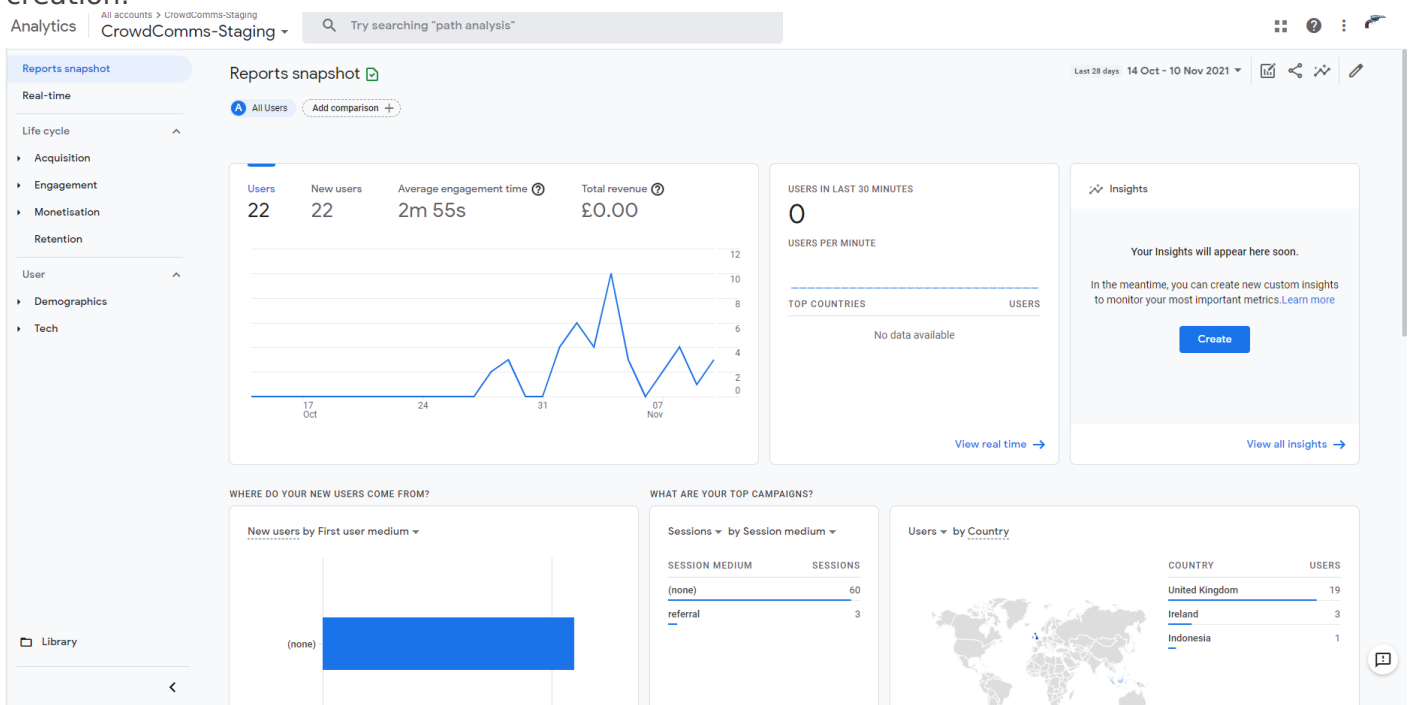 creation.
Analytics
All accounts > CrowdComms-Staging
CrowdComms-Staging
Try searching "path analysis"
Reports snapshot
Real-time
Life cycle
Acquisition
Engagement
Monetisation
Retention
User
Demographics
Tech
Library
Reports snapshot
Last 28 days 14 Oct - 10 Nov 2021
A All Users
Add comparison +
Users
22
New users
22
Average engagement time
2m 55s
Total revenue
£0.00
12
10
8
6
4
2
0
17
Oct
24
31
07
Nov
USERS IN LAST 30 MINUTES
0
USERS PER MINUTE
TOP COUNTRIES USERS
No data available
View real time →
Insights
Your Insights will appear here soon.
In the meantime, you can create new custom insights
to monitor your most important metrics.Learn more
Create
View all insights →
WHERE DO YOUR NEW USERS COME FROM?
New users by First user medium
(none)
WHAT ARE YOUR TOP CAMPAIGNS?
Sessions by Session medium
SESSION MEDIUM SESSIONS
(none) 60
referral 3
Users by Country
COUNTRY USERS
United Kingdom 19
Ireland 3
Indonesia 1